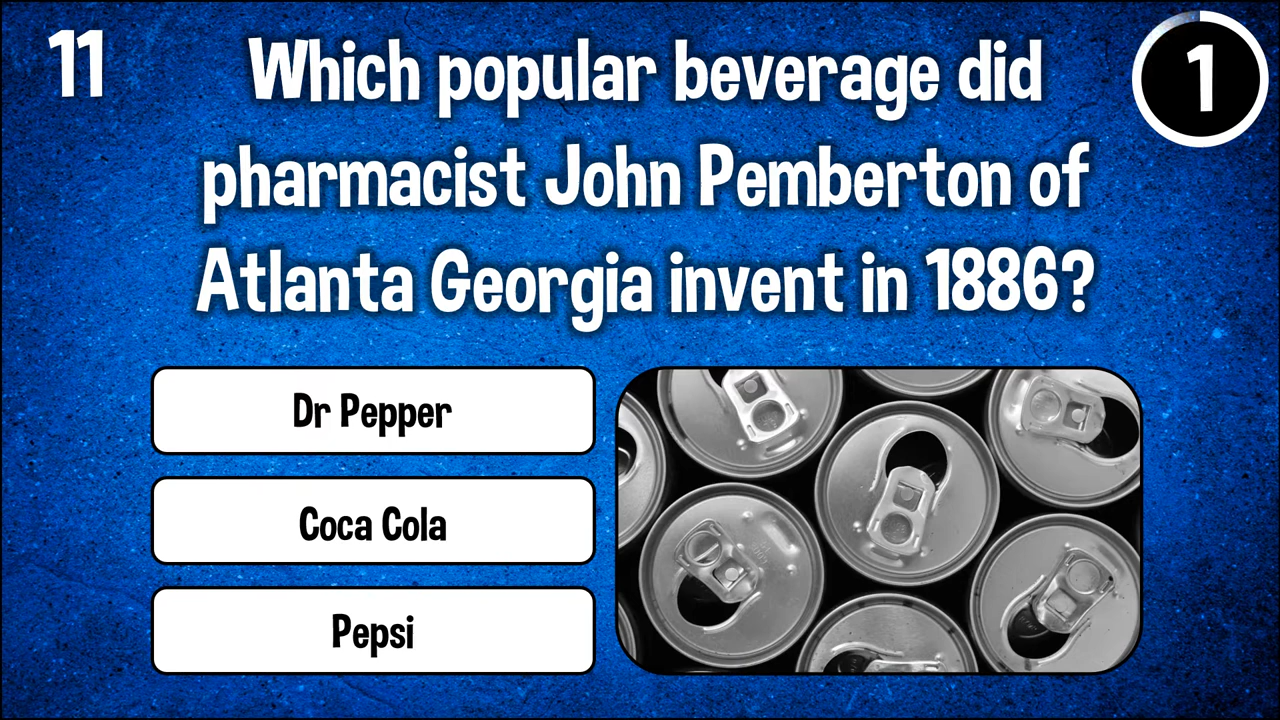 11
Which popular beverage did
1
pharmacist John Pemberton of
Atlanta Georgia invent in 1886?
Dr Pepper
Coca Cola
Pepsi